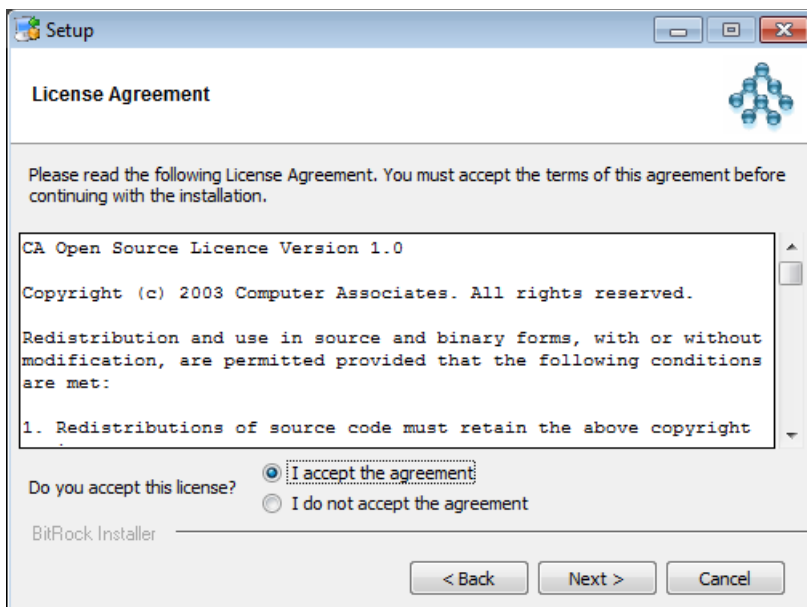 Setup
License Agreement
Please read the following License Agreement. You must accept the terms of this agreement before
continuing with the installation.
CA Open Source Licence Version 1.0
Copyright (c) 2003 Computer Associates. All rights reserved.
Redistribution and use in source and binary forms, with or without
modification, are permitted provided that the following conditions
are met:
1. Redistributions of source code must retain the above copyright
Do you accept this license?
I accept the agreement
I do not accept the agreement
BitRock Installer
< Back
Next >
Cancel